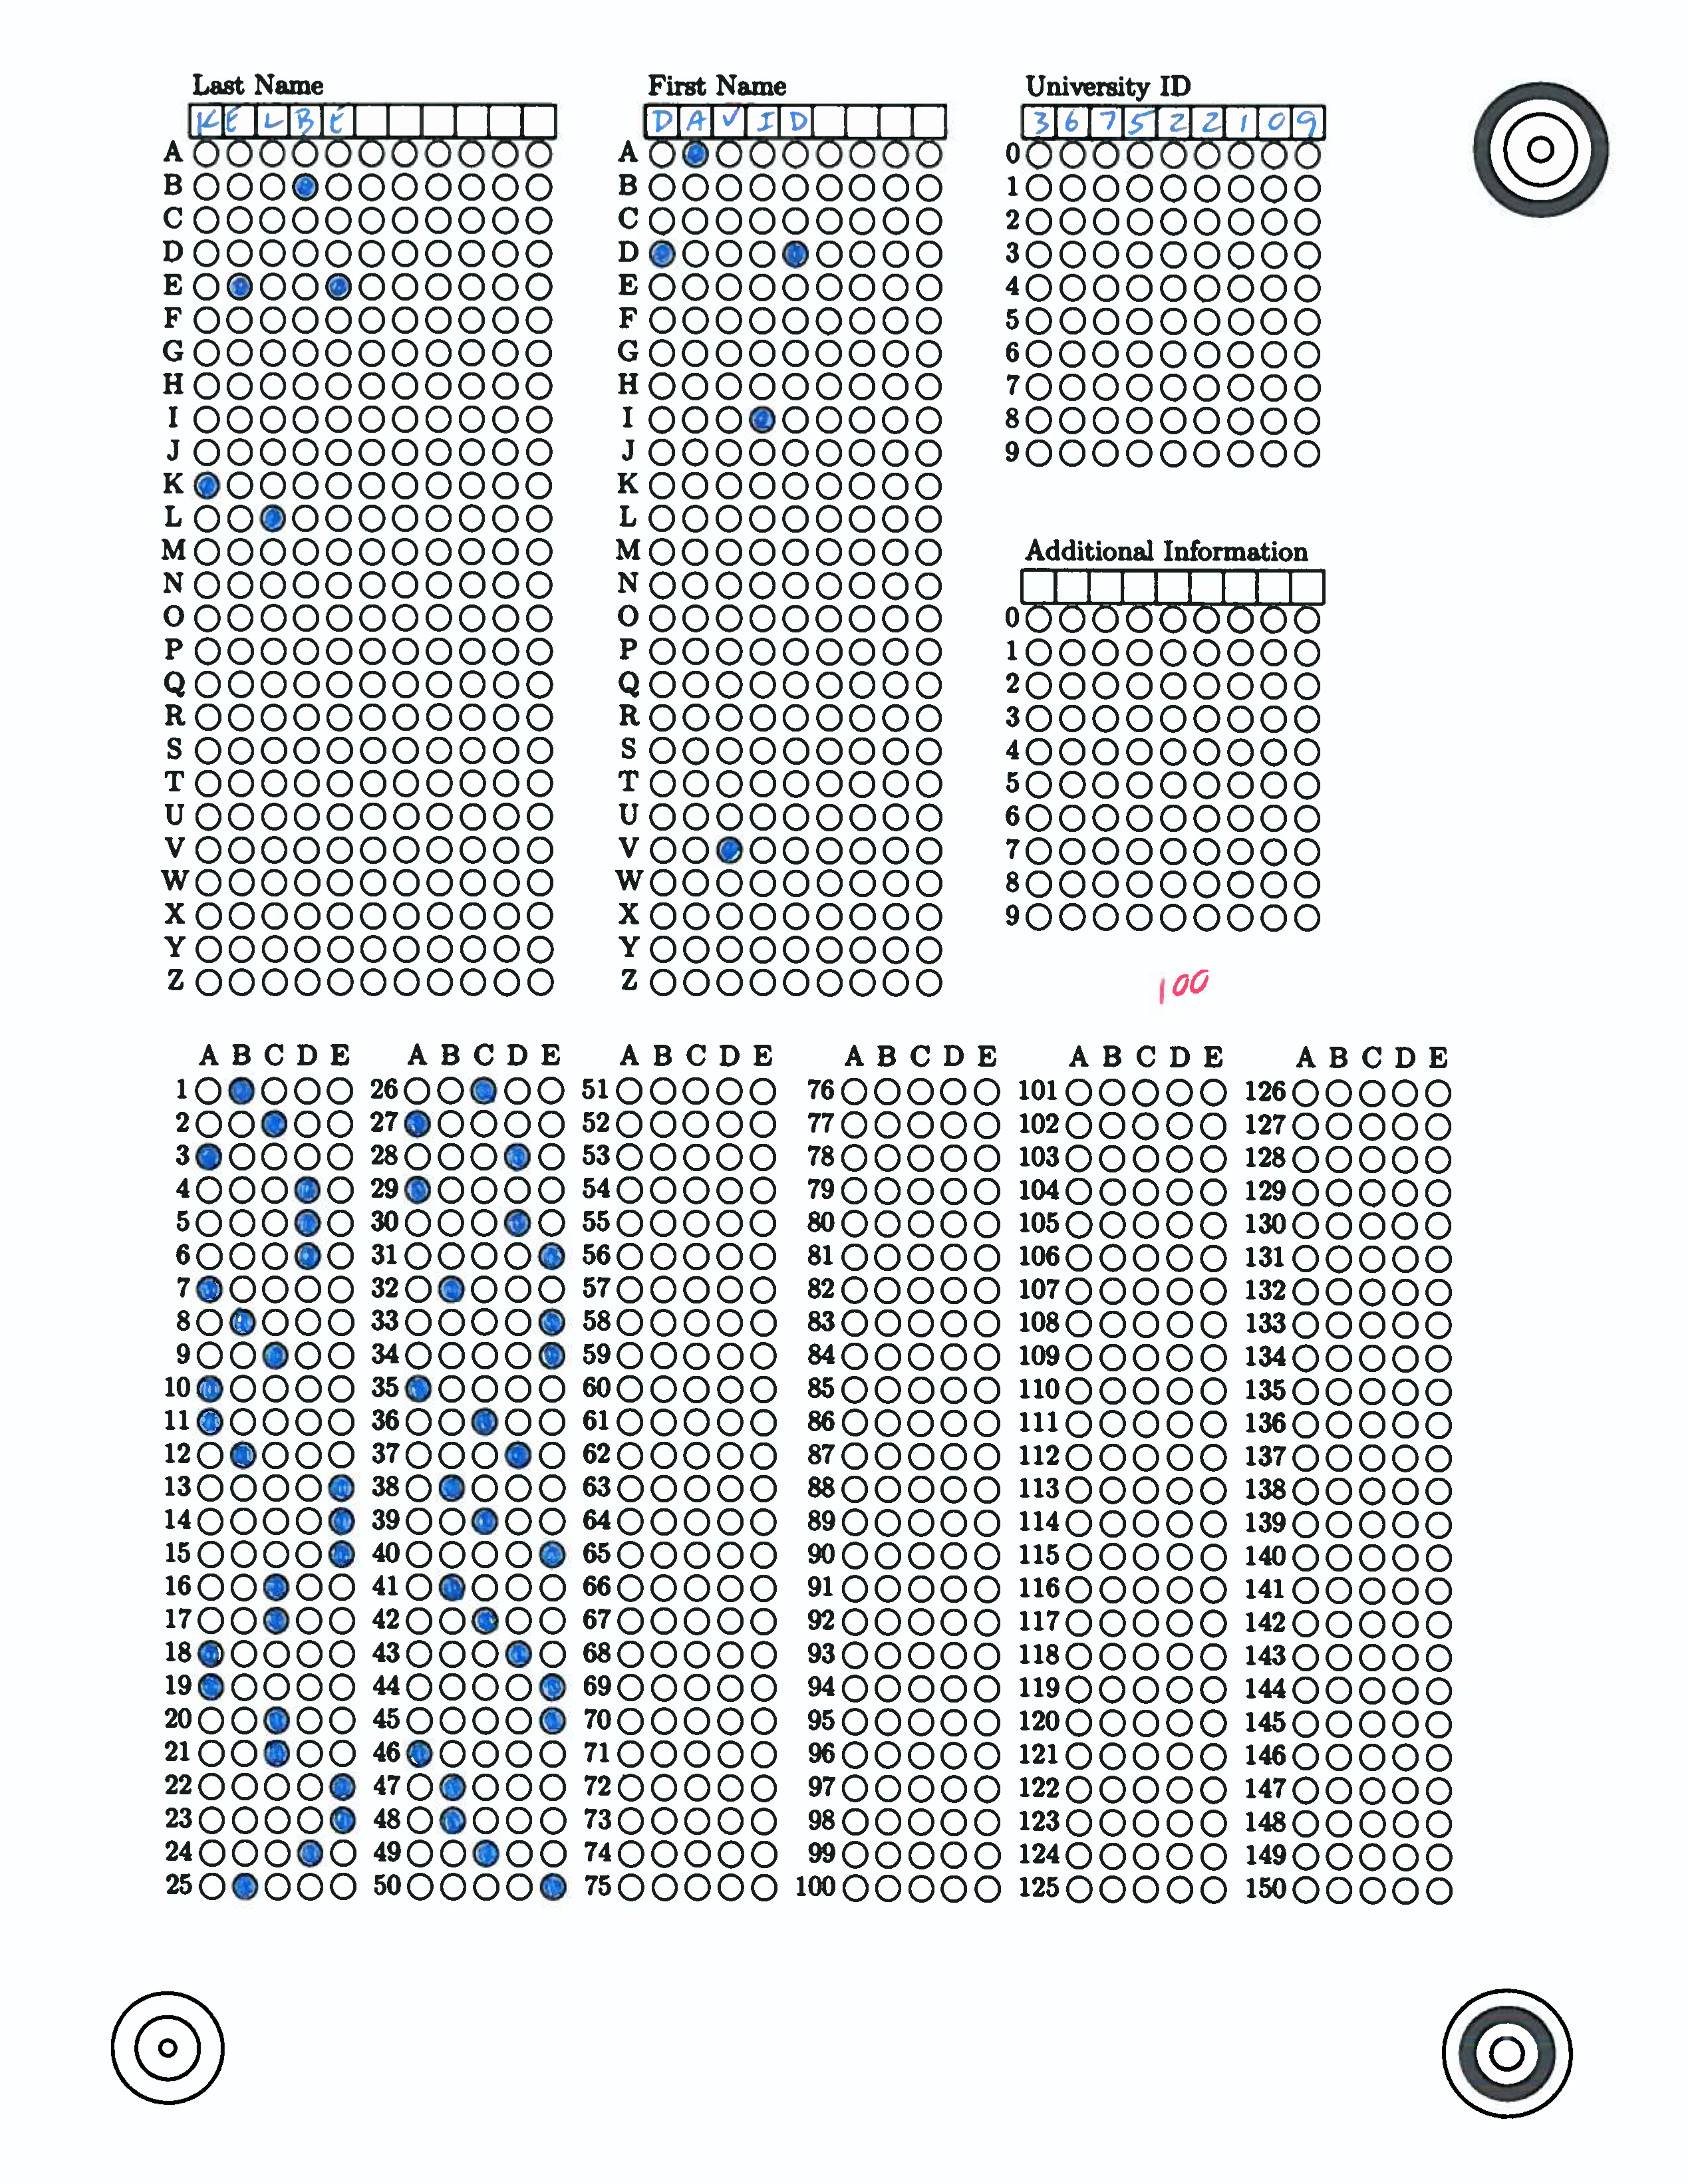 Last Name First Name University ID
KELBE DAVID 367522109
A A 0
B B 1
C C 2
D D 3
E E 4
F F 5
G G 6
H H 7
I I 8
J J 9
K K
L L
M M Additional Information
N N
O O 0
P P 1
Q Q 2
R R 3
S S 4
T T 5
U U 6
V V 7
W W 8
X X 9
Y Y
Z Z 100
A B C D E A B C D E A B C D E A B C D E A B C D E A B C D E
1 26 51 76 101 126
2 27 52 77 102 127
3 28 53 78 103 128
4 29 54 79 104 129
5 30 55 80 105 130
6 31 56 81 106 131
7 32 57 82 107 132
8 33 58 83 108 133
9 34 59 84 109 134
10 35 60 85 110 135
11 36 61 86 111 136
12 37 62 87 112 137
13 38 63 88 113 138
14 39 64 89 114 139
15 40 65 90 115 140
16 41 66 91 116 141
17 42 67 92 117 142
18 43 68 93 118 143
19 44 69 94 119 144
20 45 70 95 120 145
21 46 71 96 121 146
22 47 72 97 122 147
23 48 73 98 123 148
24 49 74 99 124 149
25 50 75 100 125 150